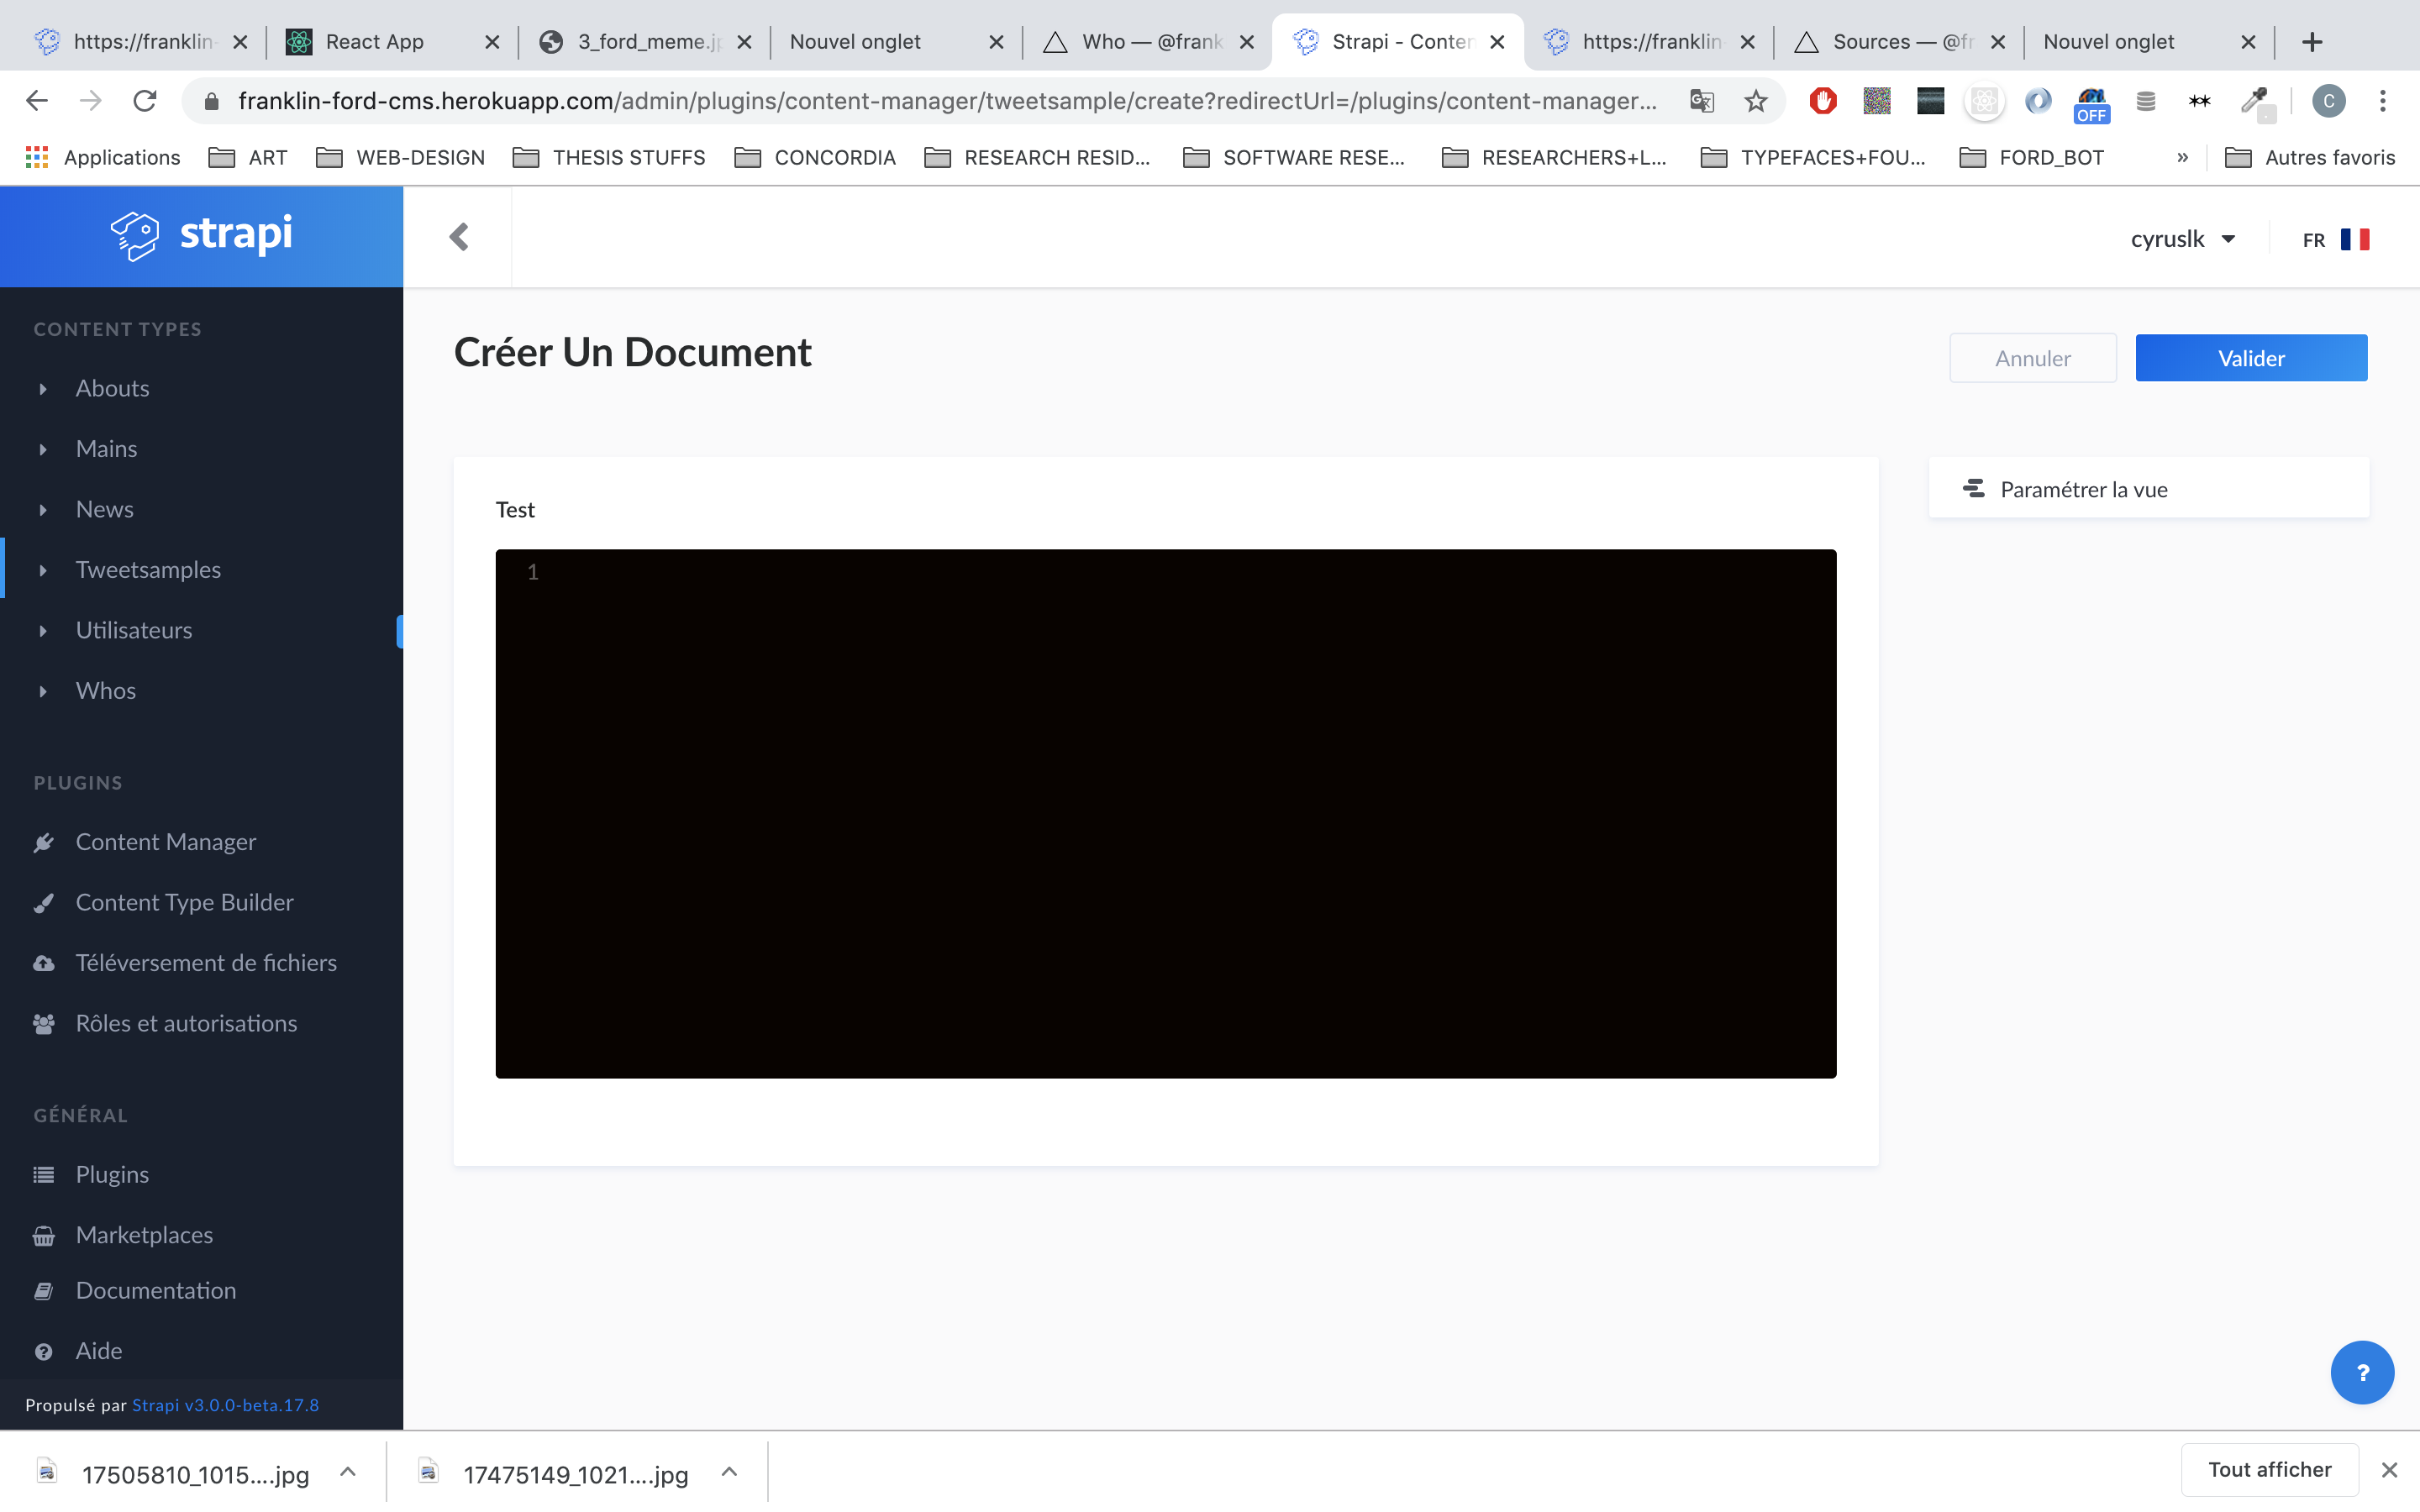 https://franklin-
React App
3_ford_meme.j
Nouvel onglet
Who — @frank
Strapi - Conten
https://franklin-
Sources — @fr
Nouvel onglet
franklin-ford-cms.herokuapp.com/admin/plugins/content-manager/tweetsample/create?redirectUrl=/plugins/content-manager...
OFF
C
Applications
ART
WEB-DESIGN
THESIS STUFFS
CONCORDIA
RESEARCH RESID...
SOFTWARE RESE...
RESEARCHERS+L...
TYPEFACES+FOU...
FORD_BOT
»
Autres favoris
strapi
cyruslk
FR
CONTENT TYPES
Abouts
Mains
News
Tweetsamples
Utilisateurs
Whos
PLUGINS
Content Manager
Content Type Builder
Téléversement de fichiers
Rôles et autorisations
GÉNÉRAL
Plugins
Marketplaces
Documentation
Aide
Propulsé par Strapi v3.0.0-beta.17.8
Créer Un Document
Annuler
Valider
Test
1
Paramétrer la vue
?
17505810_1015....jpg
17475149_1021....jpg
Tout afficher